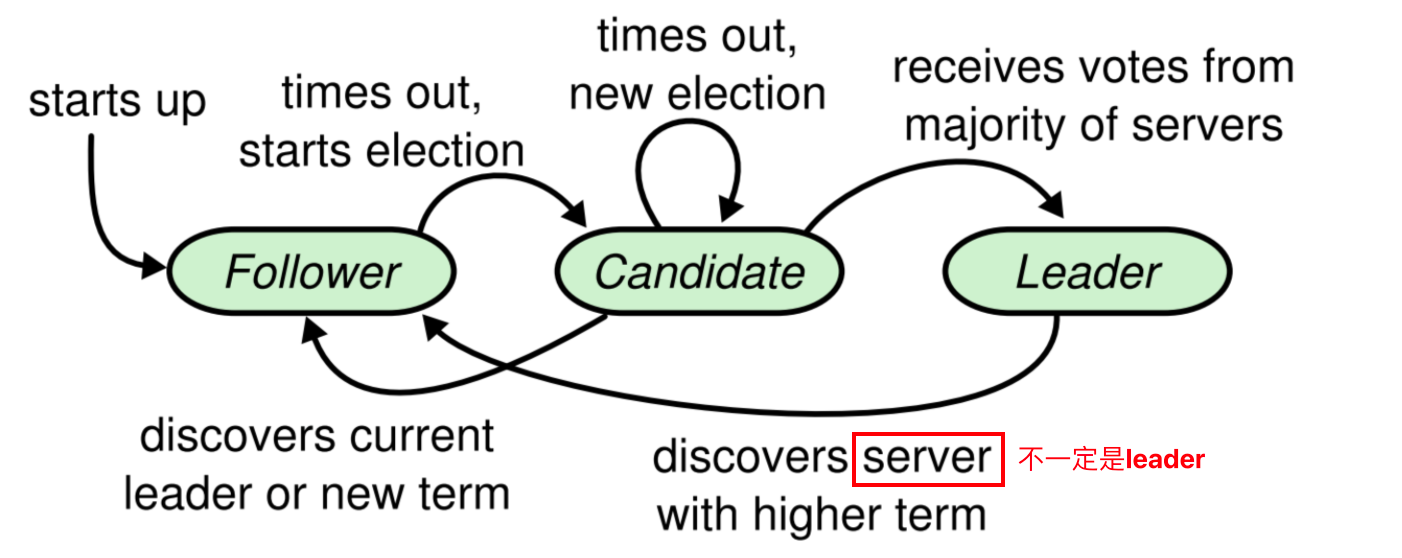 starts up
times out,
starts election
times out,
new election
receives votes from
majority of servers
Follower
Candidate
Leader
discovers current
leader or new term
discovers server 不一定是leader
with higher term